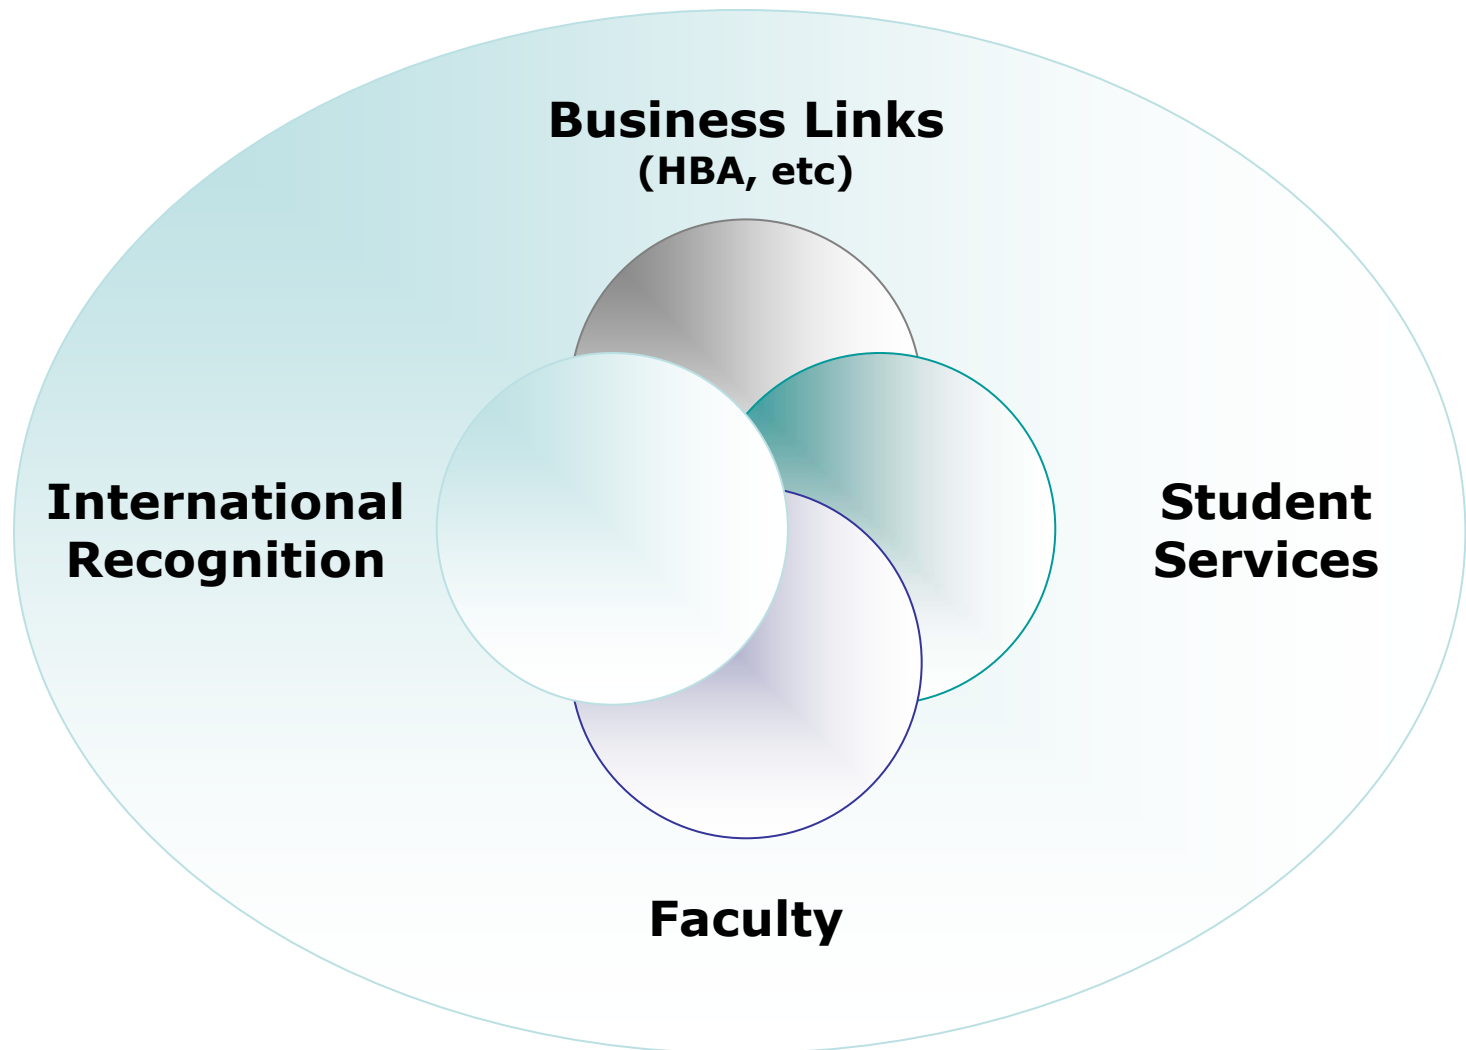 Business Links
(HBA, etc)
International
Recognition
Student
Services
Faculty